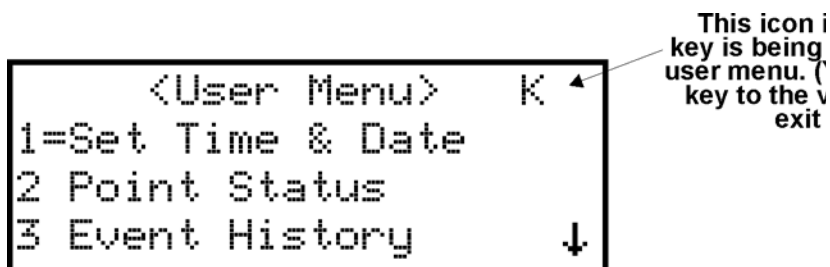 This icon
key is being
user menu.
key to the
exit
<User Menu> K
1=Set Time & Date
2 Point Status
3 Event History ↓